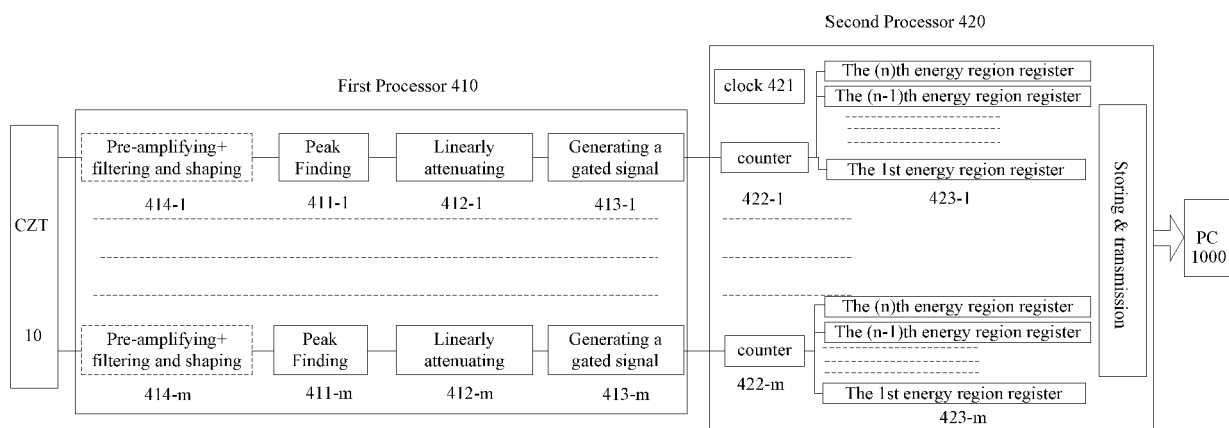 Second Processor 420
First Processor 410
CZT
10
Pre-amplifying+
filtering and shaping
414-1
Peak
Finding
411-1
Linearly
attenuating
412-1
Generating a
gated signal
413-1
clock 421
counter
422-1
The (n)th energy region register
The (n-1)th energy region register
The 1st energy region register
423-1
Pre-amplifying+
filtering and shaping
414-m
Peak
Finding
411-m
Linearly
attenuating
412-m
Generating a
gated signal
413-m
counter
422-m
The (n)th energy region register
The (n-1)th energy region register
The 1st energy region register
423-m
Storing & transmission
PC
1000